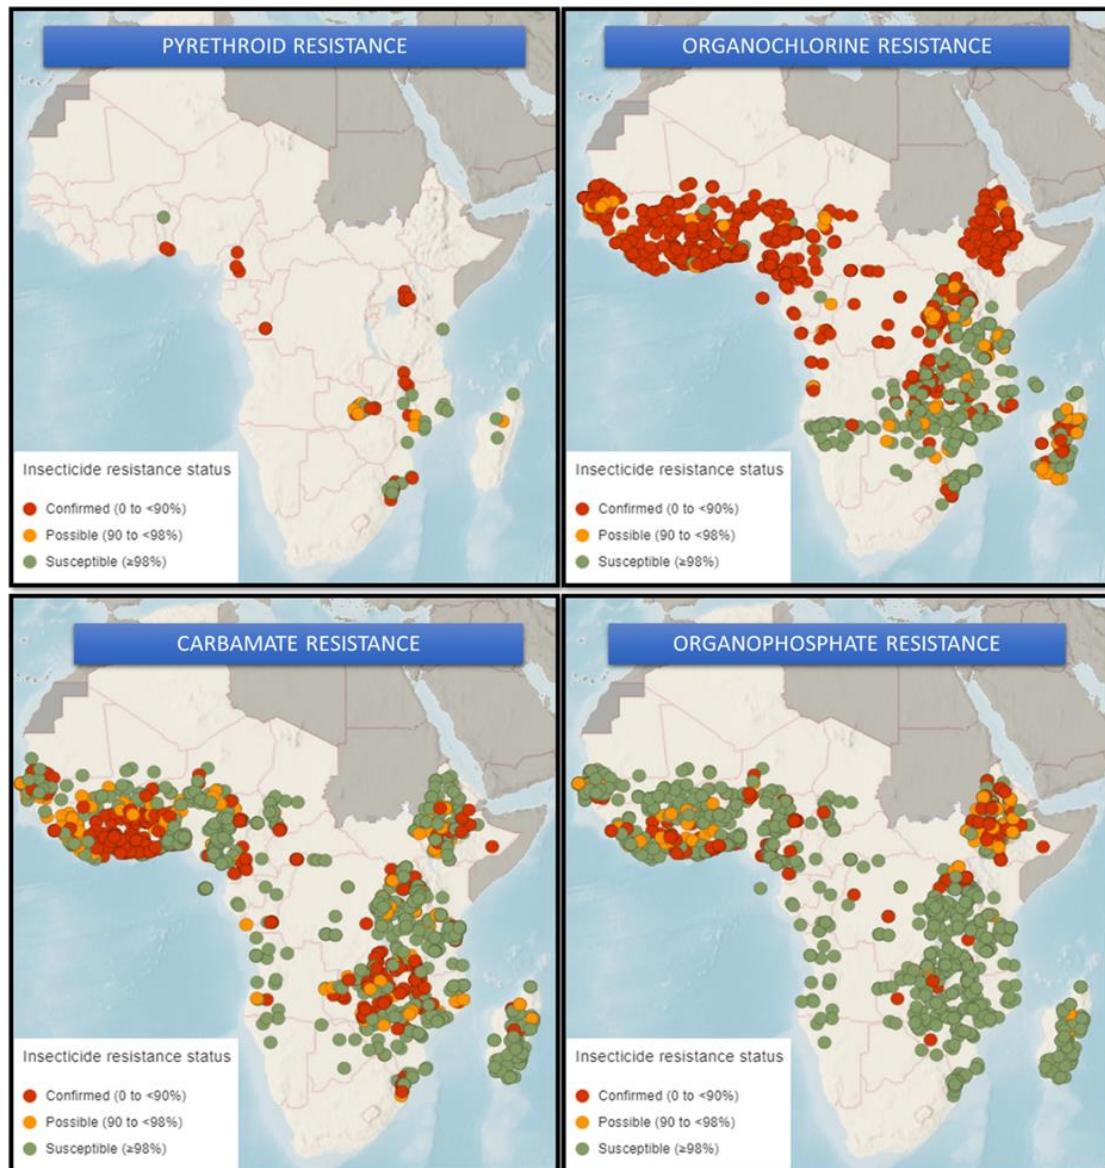 PYRETHROID RESISTANCE
Insecticide resistance status
Confirmed (0 to <90%)
Possible (90 to <98%)
Susceptible (≥98%)
ORGANOCHLORINE RESISTANCE
Insecticide resistance status
Confirmed (0 to <90%)
Possible (90 to <98%)
Susceptible (≥98%)
CARBAMATE RESISTANCE
Insecticide resistance status
Confirmed (0 to <90%)
Possible (90 to <98%)
Susceptible (≥98%)
ORGANOPHOSPHATE RESISTANCE
Insecticide resistance status
Confirmed (0 to <90%)
Possible (90 to <98%)
Susceptible (≥98%)